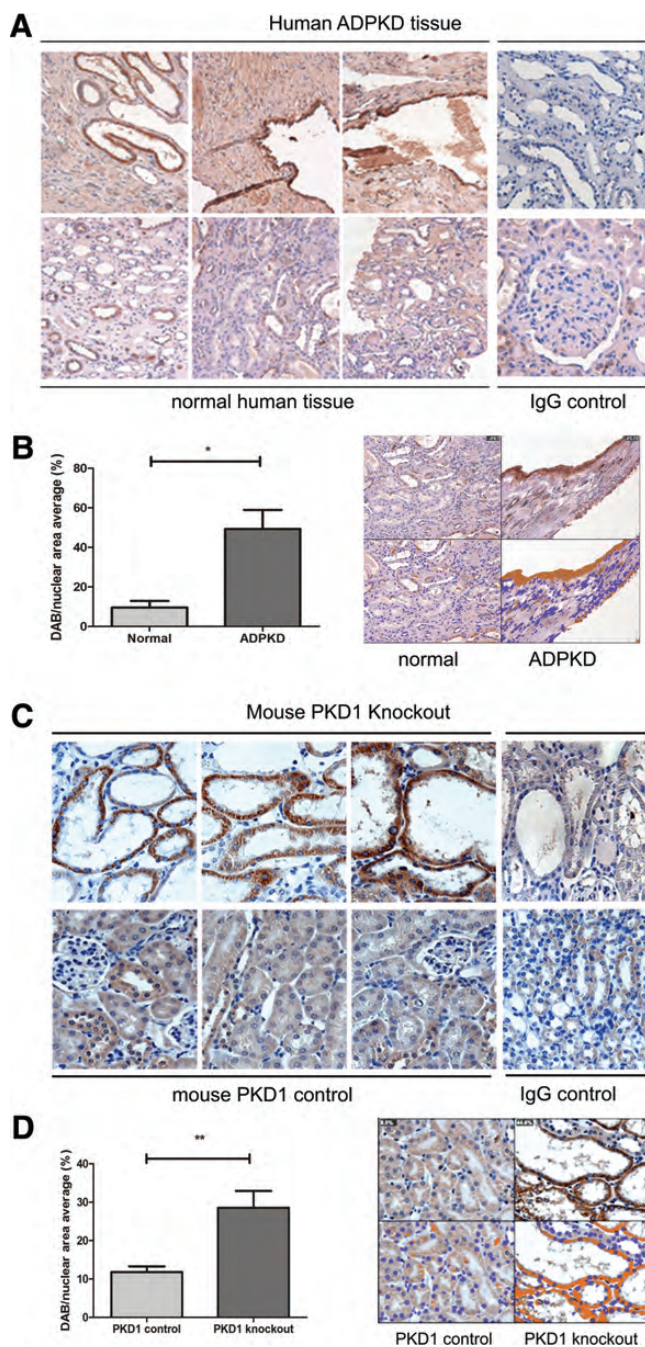 A
Human ADPKD tissue
normal human tissue
IgG control
B
DAB/nuclear area average (%)
80
60
40
20
0
*
Normal
ADPKD
normal
ADPKD
C
Mouse PKD1 Knockout
mouse PKD1 control
IgG control
D
DAB/nuclear area average (%)
40
30
20
10
0
**
PKD1 control
PKD1 knockout
PKD1 control
PKD1 knockout